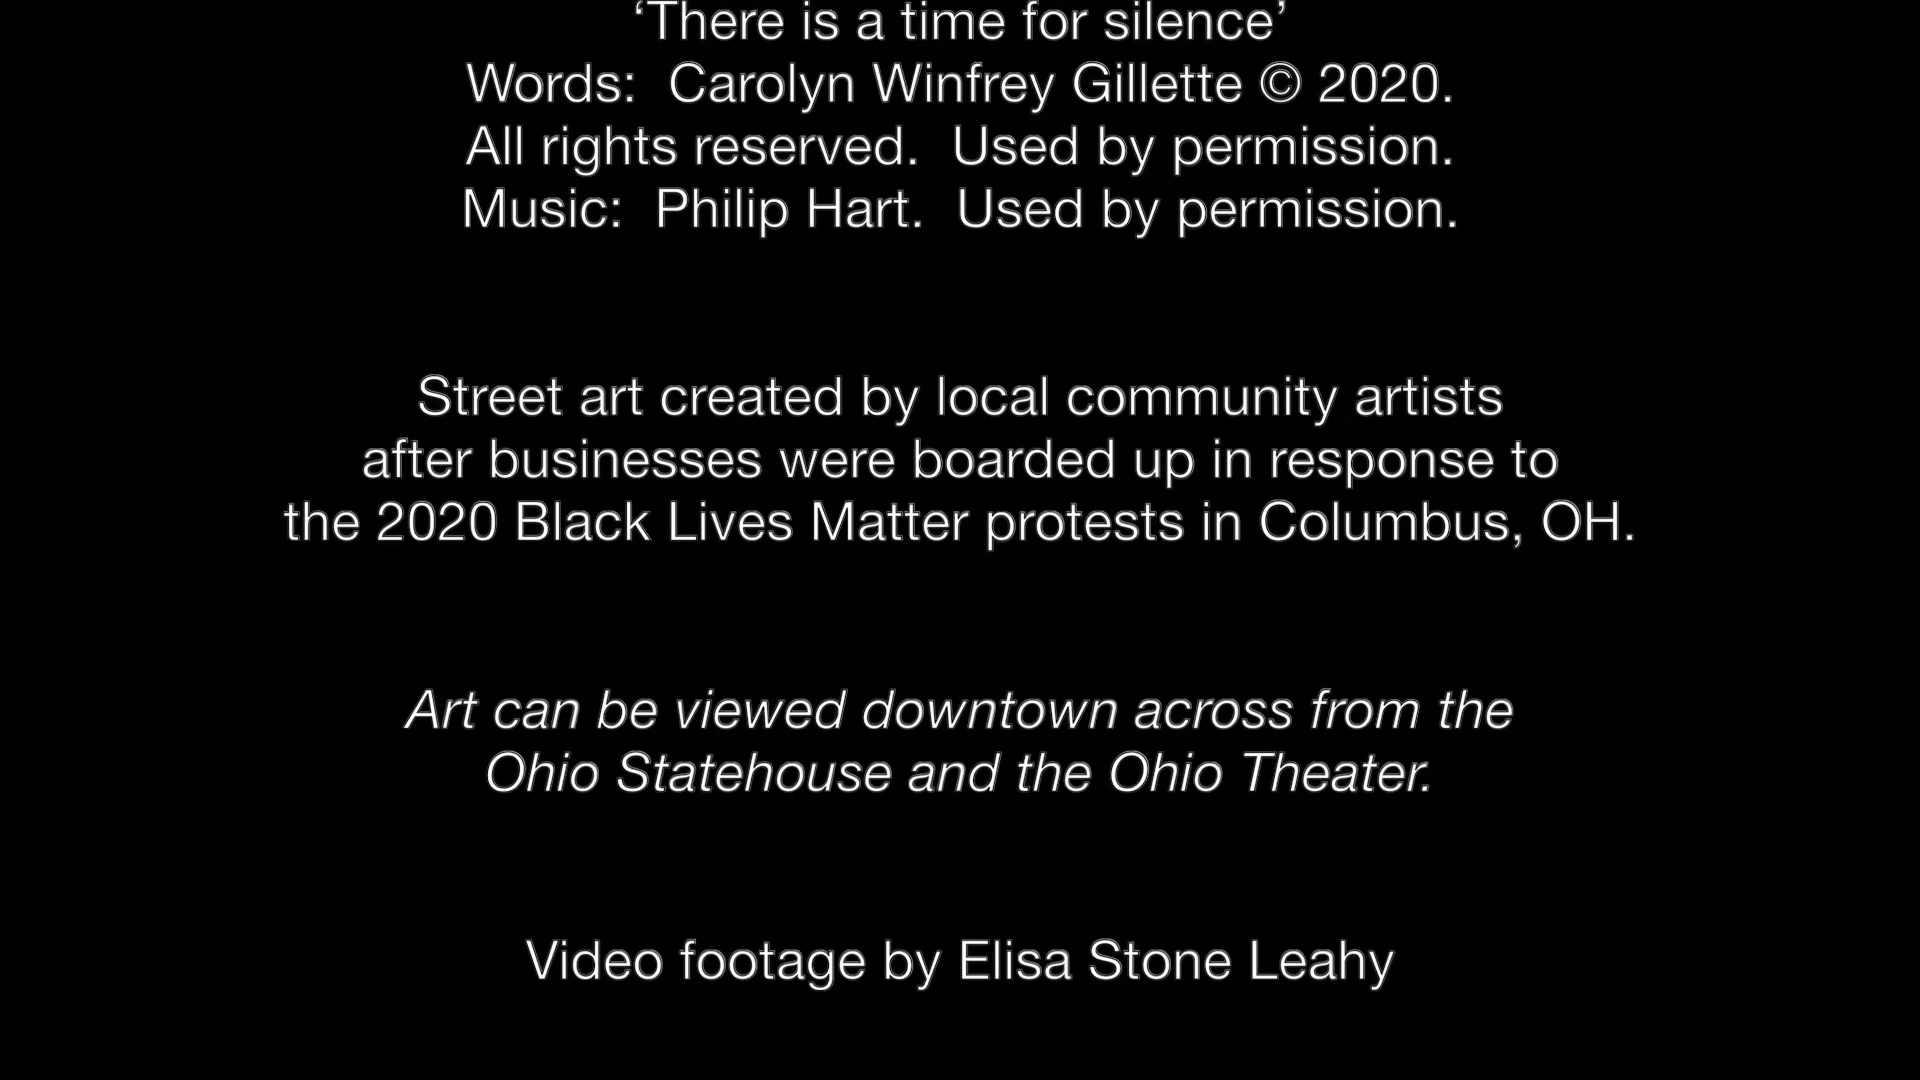 ‘There is a time for silence’
Words:  Carolyn Winfrey Gillette © 2020.
All rights reserved.  Used by permission.
Music:  Philip Hart.  Used by permission.
Street art created by local community artists
after businesses were boarded up in response to
the 2020 Black Lives Matter protests in Columbus, OH.
Art can be viewed downtown across from the
Ohio Statehouse and the Ohio Theater.
Video footage by Elisa Stone Leahy